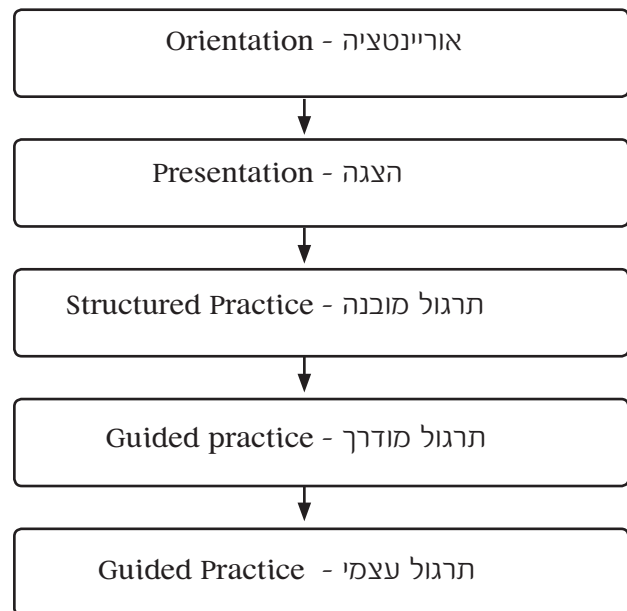 Orientation - אוריינטציה
Presentation - הצגה
Structured Practice - תרגול מובנה
Guided practice - תרגול מודרך
Guided Practice - תרגול עצמי